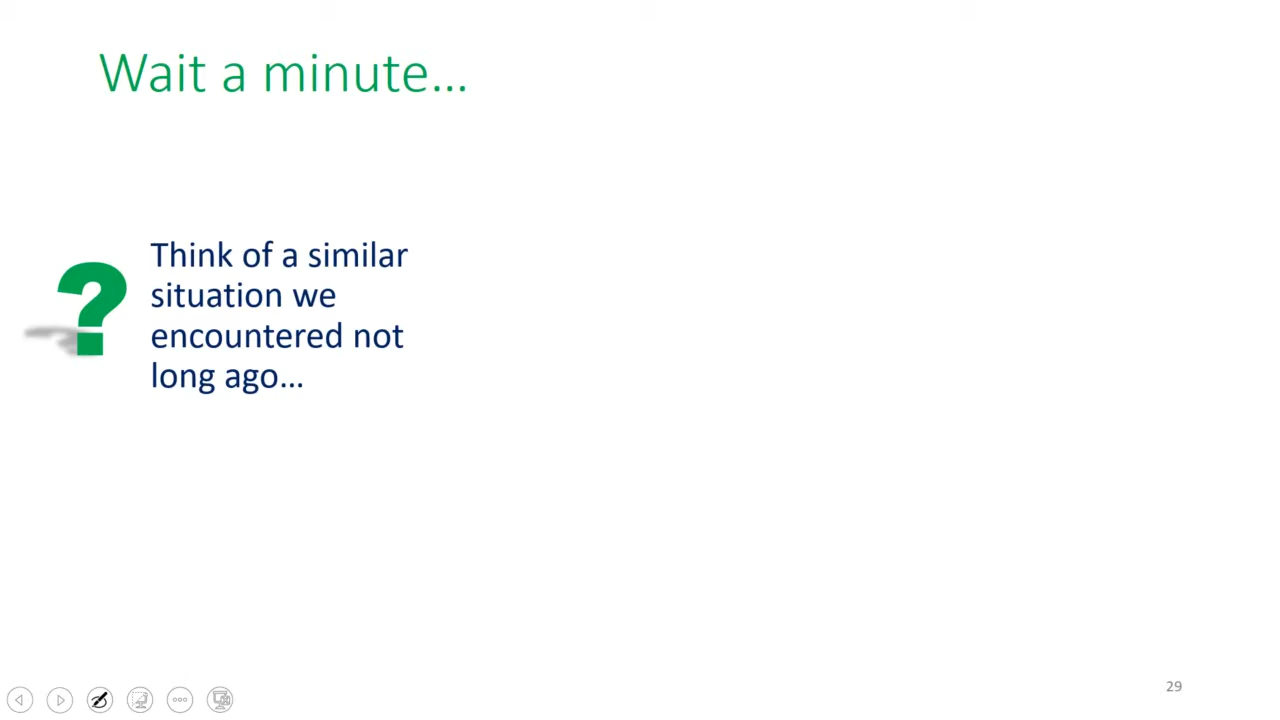 Wait a minute…
?
Think of a similar
situation we
encountered not
long ago…
29